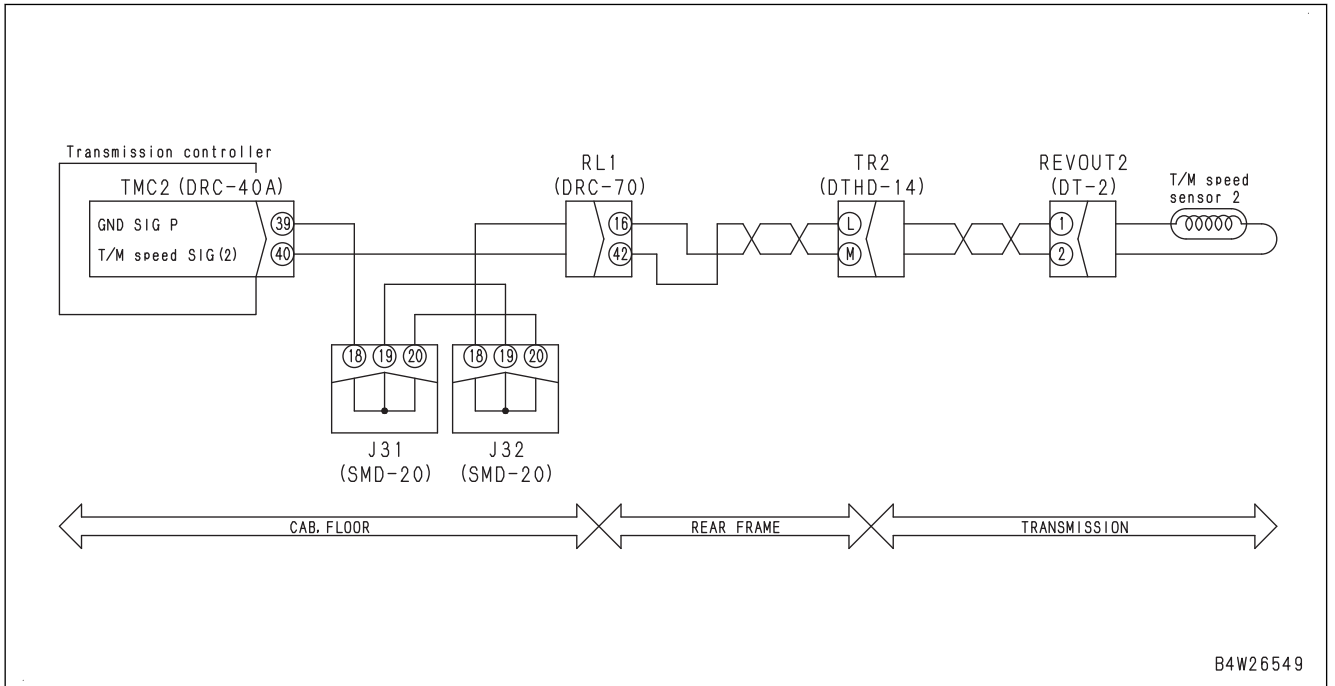 Transmission controller
TMC2 (DRC-40A)
GND SIG P
39
T/M speed SIG(2)
40
RL1
(DRC-70)
16
42
TR2
(DTHD-14)
L
M
REVOUT2
(DT-2)
1
2
T/M speed
sensor 2
18 19 20
J31
(SMD-20)
18 19 20
J32
(SMD-20)
CAB, FLOOR
REAR FRAME
TRANSMISSION
B4W26549